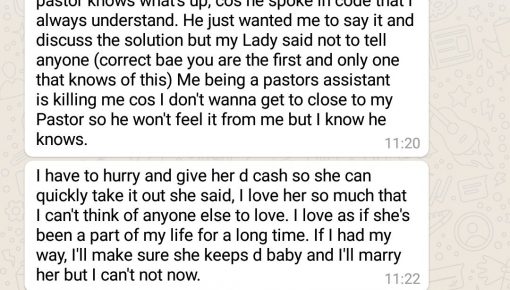 pastor knows what's up, cos he spoke in code that I
always understand. He just wanted me to say it and
discuss the solution but my Lady said not to tell
anyone (correct bae you are the first and only one
that knows of this) Me being a pastors assistant
is killing me cos I don't wanna get to close to my
Pastor so he won't feel it from me but I know he
knows.
11:20
I have to hurry and give her d cash so she can
quickly take it out she said, I love her so much that
I can't think of anyone else to love. I love as if she's
been a part of my life for a long time. If I had my
way, I'll make sure she keeps d baby and I'll marry
her but I can't not now.
11:22